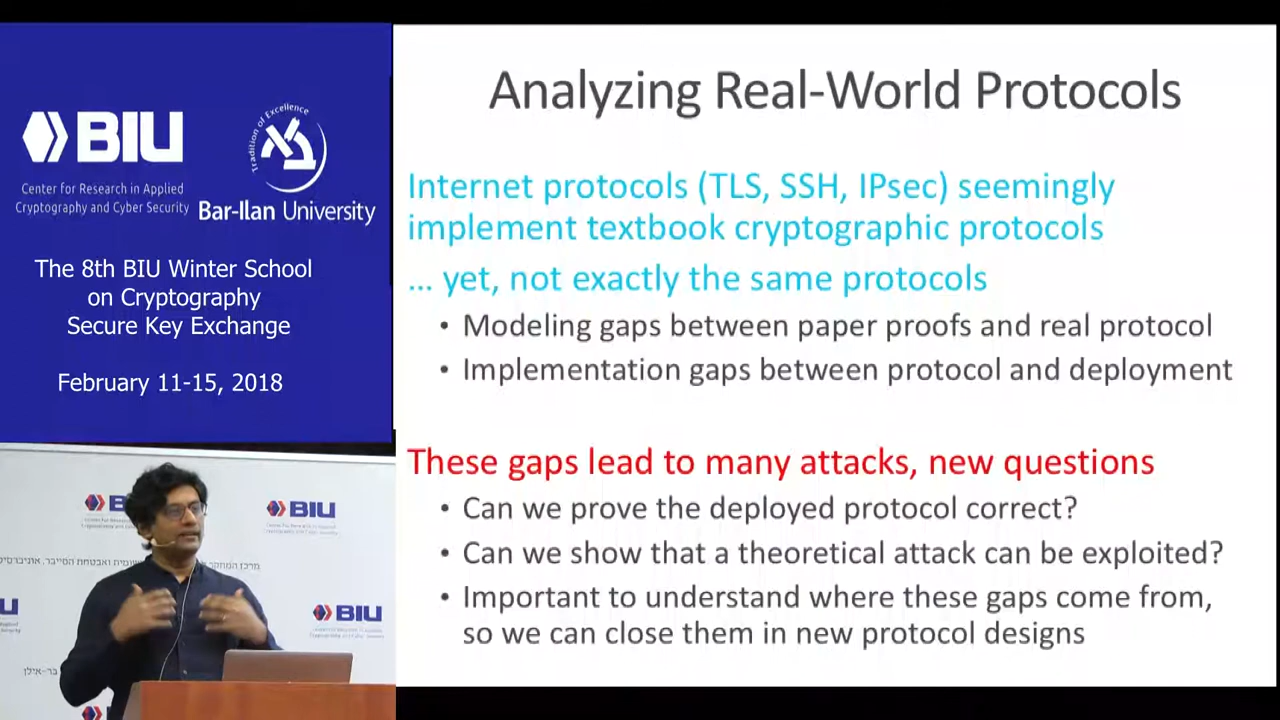 BIU
Center for Research in Applied
Cryptography and Cyber Security
Tradition of Excellence
Bar-Ilan University
The 8th BIU Winter School
on Cryptography
Secure Key Exchange
February 11-15, 2018
Analyzing Real-World Protocols
Internet protocols (TLS, SSH, IPsec) seemingly
implement textbook cryptographic protocols
... yet, not exactly the same protocols
• Modeling gaps between paper proofs and real protocol
• Implementation gaps between protocol and deployment
These gaps lead to many attacks, new questions
• Can we prove the deployed protocol correct?
• Can we show that a theoretical attack can be exploited?
• Important to understand where these gaps come from,
so we can close them in new protocol designs
BIU
BIU
BIU
בר-אילן